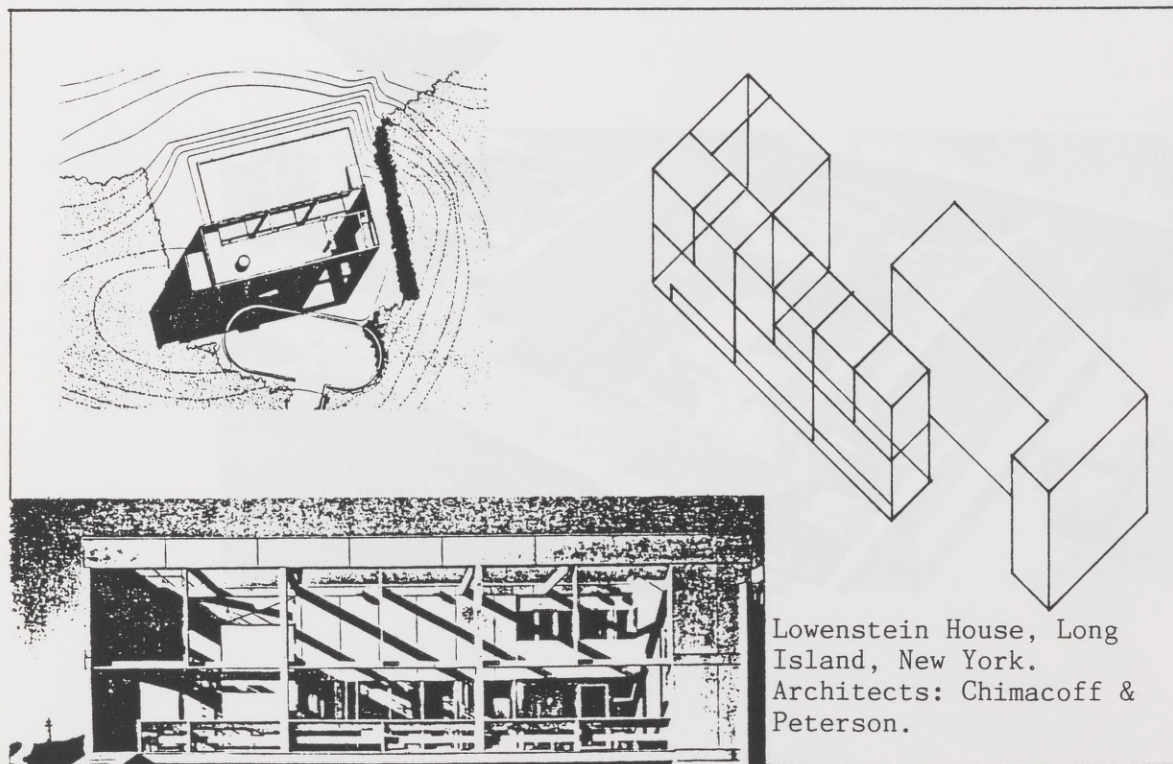 Lowenstein House, Long
Island, New York.
Architects: Chimacoff &
Peterson.